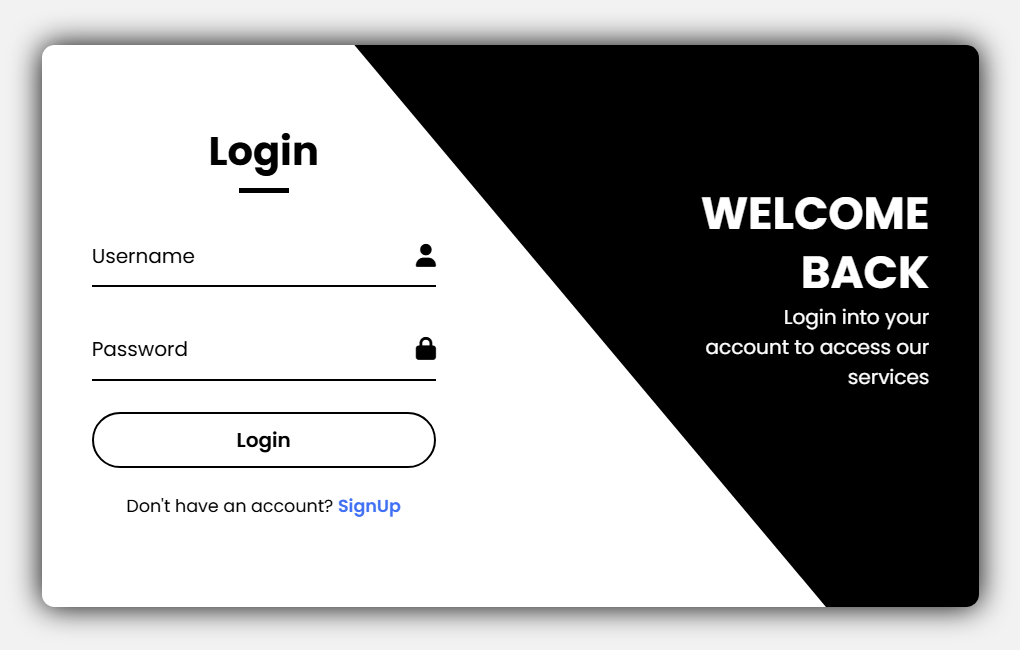 Login
Username
Password
Login
Don't have an account? SignUp
WELCOME
BACK
Login into your
account to access our
services